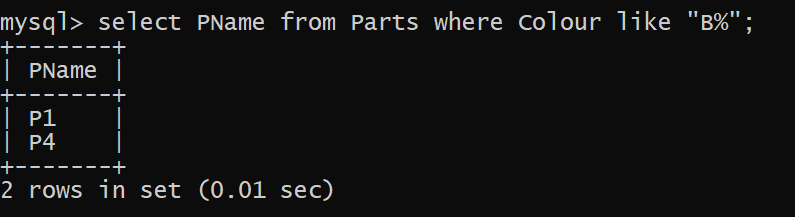 mysql> select PName from Parts where Colour like "B%";
+-------+
| PName |
+-------+
| P1    |
| P4    |
+-------+
2 rows in set (0.01 sec)